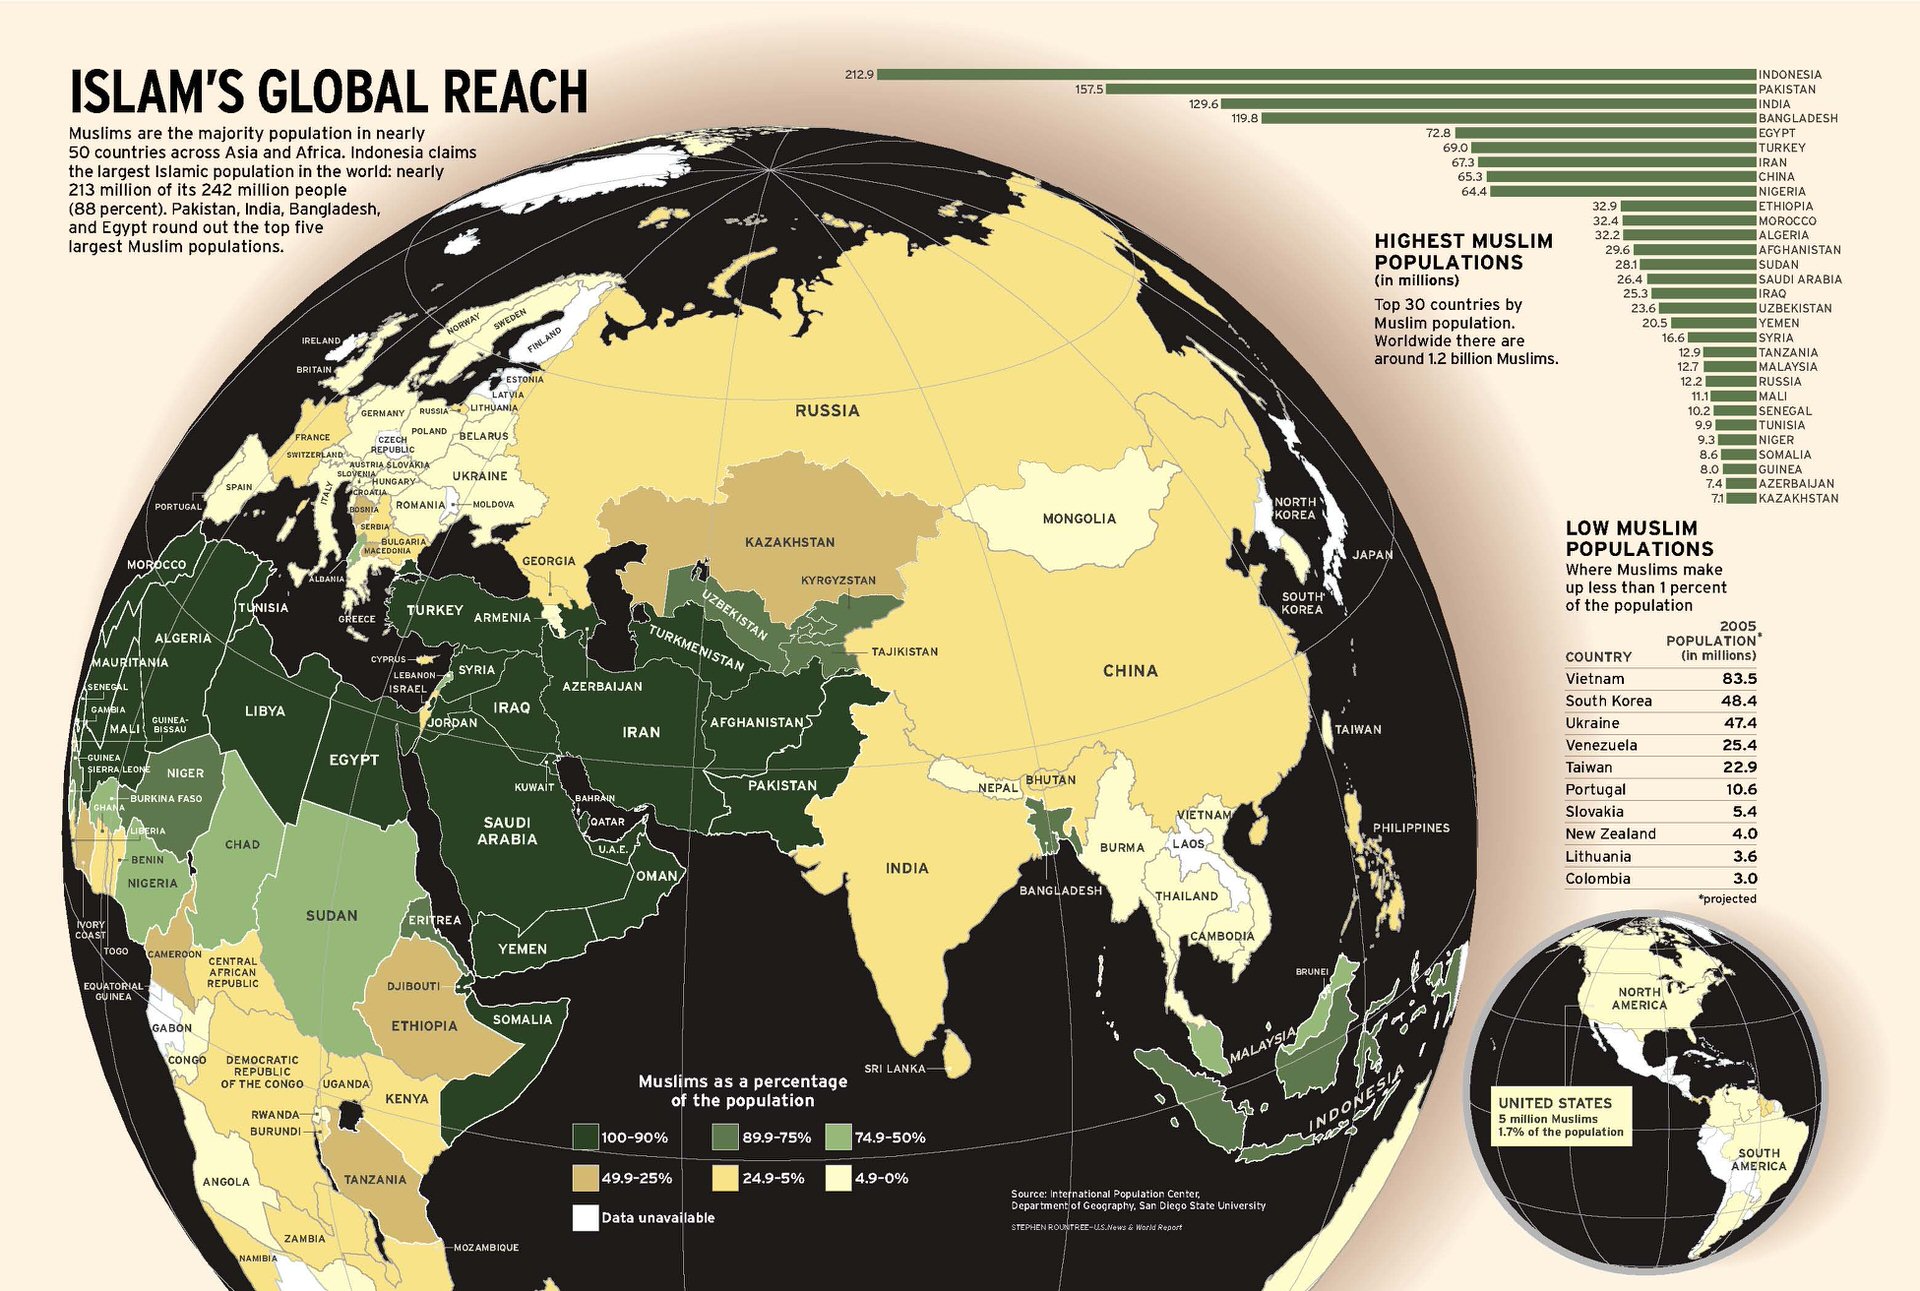 ISLAM'S GLOBAL REACH
Muslims are the majority population in nearly
50 countries across Asia and Africa. Indonesia claims
the largest Islamic population in the world: nearly
213 million of its 242 million people
(88 percent). Pakistan, India, Bangladesh,
and Egypt round out the top five
largest Muslim populations.
212.9 INDONESIA
157.5 PAKISTAN
129.6 INDIA
119.8 BANGLADESH
72.8 EGYPT
69.0 TURKEY
67.3 IRAN
65.3 CHINA
64.4 NIGERIA
32.9 ETHIOPIA
32.4 MOROCCO
32.2 ALGERIA
29.6 AFGHANISTAN
28.1 SUDAN
26.4 SAUDI ARABIA
25.3 IRAQ
23.6 UZBEKISTAN
20.5 YEMEN
16.6 SYRIA
12.9 TANZANIA
12.7 MALAYSIA
12.2 RUSSIA
11.1 MALI
10.2 SENEGAL
9.9 TUNISIA
9.3 NIGER
8.6 SOMALIA
8.0 GUINEA
7.4 AZERBAIJAN
7.1 KAZAKHSTAN
HIGHEST MUSLIM
POPULATIONS
(in millions)
Top 30 countries by
Muslim population.
Worldwide there are
around 1.2 billion Muslims.
LOW MUSLIM
POPULATIONS
Where Muslims make
up less than 1 percent
of the population
2005
POPULATION*
COUNTRY (in millions)
Vietnam 83.5
South Korea 48.4
Ukraine 47.4
Venezuela 25.4
Taiwan 22.9
Portugal 10.6
Slovakia 5.4
New Zealand 4.0
Lithuania 3.6
Colombia 3.0
*projected
NORTH
AMERICA
UNITED STATES
5 million Muslims
1.7% of the population
SOUTH
AMERICA
IRELAND
BRITAIN
NORWAY
SWEDEN
FINLAND
ESTONIA
LATVIA
LITHUANIA
RUSSIA
GERMANY
POLAND
BELARUS
FRANCE
CZECH
REPUBLIC
SWITZERLAND
AUSTRIA
SLOVAKIA
SLOVENIA
HUNGARY
UKRAINE
CROATIA
ITALY
SPAIN
PORTUGAL
BOSNIA
ROMANIA
MOLDOVA
SERBIA
BULGARIA
MACEDONIA
ALBANIA
GREECE
RUSSIA
KAZAKHSTAN
MONGOLIA
NORTH
KOREA
JAPAN
SOUTH
KOREA
GEORGIA
KYRGYZSTAN
UZBEKISTAN
TURKMENISTAN
TAJIKISTAN
CHINA
TURKEY
ARMENIA
CYPRUS
LEBANON
ISRAEL
SYRIA
AZERBAIJAN
JORDAN
IRAQ
IRAN
AFGHANISTAN
PAKISTAN
KUWAIT
BAHRAIN
QATAR
U.A.E.
SAUDI
ARABIA
OMAN
YEMEN
MOROCCO
TUNISIA
ALGERIA
MAURITANIA
LIBYA
EGYPT
SENEGAL
GAMBIA
MALI
GUINEA-
BISSAU
GUINEA
SIERRA LEONE
NIGER
BURKINA FASO
GHANA
LIBERIA
BENIN
NIGERIA
CHAD
SUDAN
ERITREA
IVORY
COAST
TOGO
CAMEROON
CENTRAL
AFRICAN
REPUBLIC
DJIBOUTI
EQUATORIAL
GUINEA
ETHIOPIA
SOMALIA
GABON
CONGO
DEMOCRATIC
REPUBLIC
OF THE CONGO
UGANDA
KENYA
RWANDA
BURUNDI
TANZANIA
ANGOLA
ZAMBIA
NAMIBIA
MOZAMBIQUE
NEPAL
BHUTAN
INDIA
BANGLADESH
BURMA
VIETNAM
LAOS
THAILAND
CAMBODIA
TAIWAN
PHILIPPINES
BRUNEI
MALAYSIA
INDONESIA
SRI LANKA
Muslims as a percentage
of the population
100-90% 89.9-75% 74.9-50%
49.9-25% 24.9-5% 4.9-0%
Data unavailable
Source: International Population Center,
Department of Geography, San Diego State University
STEPHEN ROUNTREE–U.S.News & World Report